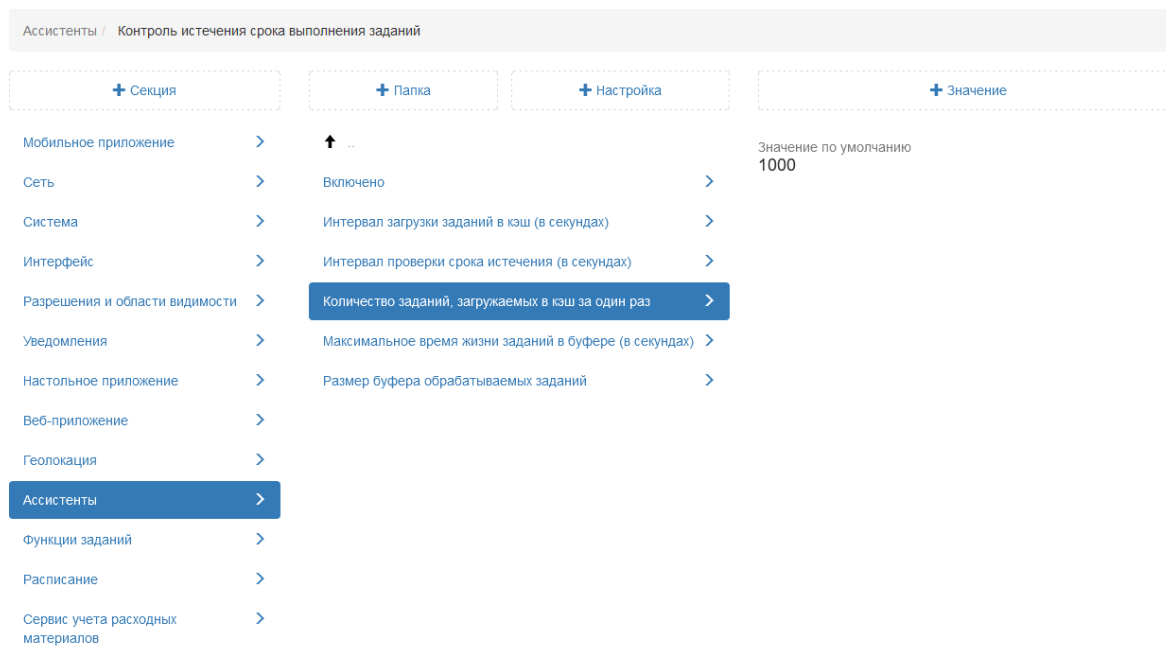 Ассистенты / Контроль истечения срока выполнения заданий
Секция
Папка
Настройка
Значение
Мобильное приложение
Сеть
Система
Интерфейс
Разрешения и области видимости
Уведомления
Настольное приложение
Веб-приложение
Геолокация
Ассистенты
Функции заданий
Расписание
Сервис учета расходных
материалов
..
Включено
Интервал загрузки заданий в кэш (в секундах)
Интервал проверки срока истечения (в секундах)
Количество заданий, загружаемых в кэш за один раз
Максимальное время жизни заданий в буфере (в секундах)
Размер буфера обрабатываемых заданий
Значение по умолчанию
1000